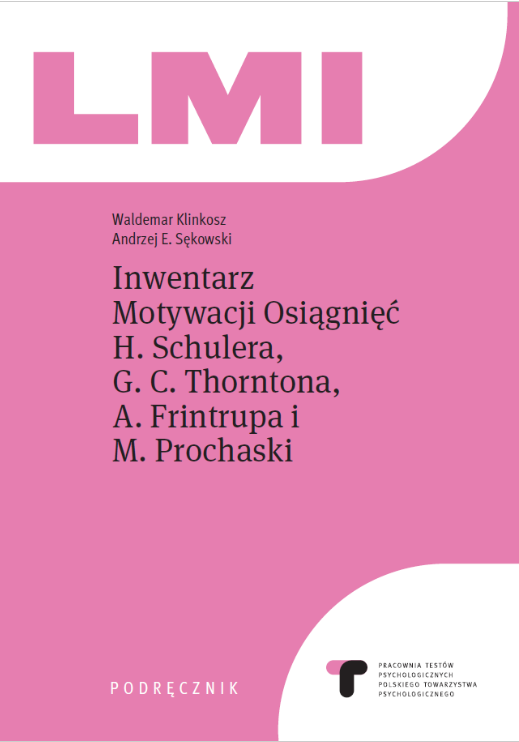 LMI
Waldemar Klinkosz
Andrzej E. Sękowski
Inwentarz
Motywacji Osiągnięć
H. Schulera,
G. C. Thorntona,
A. Frintrupa i
M. Prochaski
PODRĘCZNIK
PRACOWNIA TESTÓW
PSYCHOLOGICZNYCH
POLSKIEGO TOWARZYSTWA
PSYCHOLOGICZNEGO